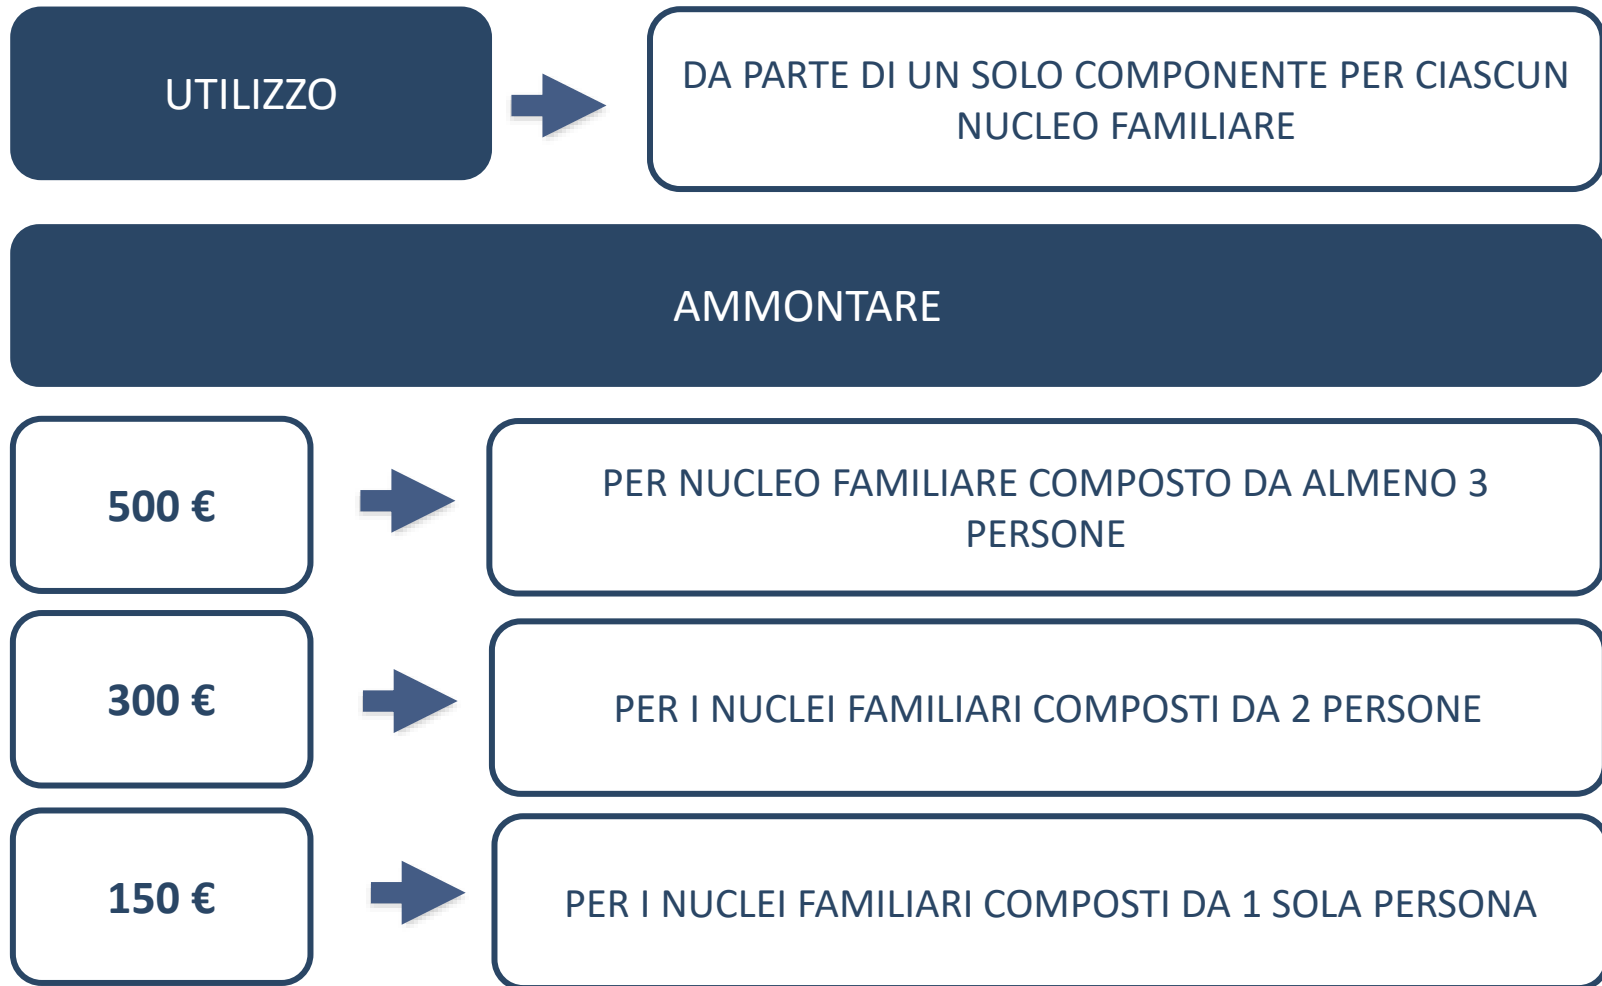 UTILIZZO
DA PARTE DI UN SOLO COMPONENTE PER CIASCUN
NUCLEO FAMILIARE
AMMONTARE
500 €
PER NUCLEO FAMILIARE COMPOSTO DA ALMENO 3
PERSONE
300 €
PER I NUCLEI FAMILIARI COMPOSTI DA 2 PERSONE
150 €
PER I NUCLEI FAMILIARI COMPOSTI DA 1 SOLA PERSONA